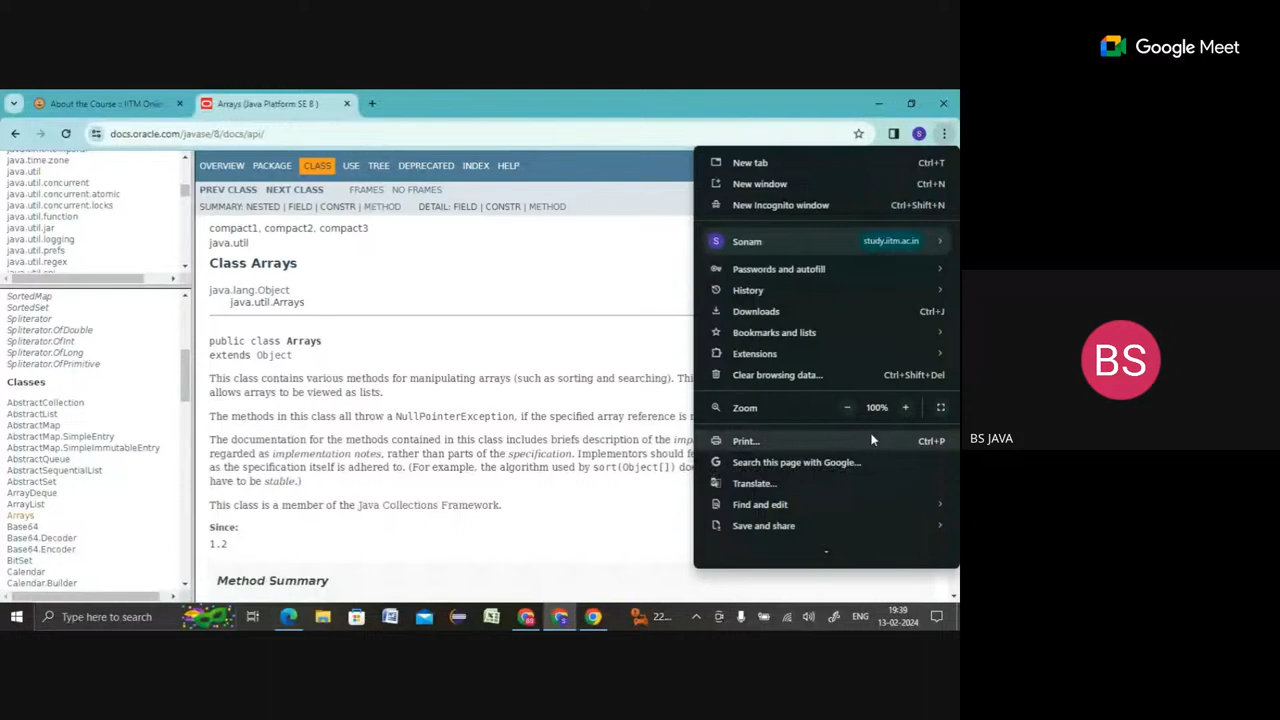 Google Meet
About the Course :: IITM Onli
Arrays (Java Platform SE 8 )
docs.oracle.com/javase/8/docs/api/
java.time.zone
java.util
java.util.concurrent
java.util.concurrent.atomic
java.util.concurrent.locks
java.util.function
java.util.jar
java.util.logging
java.util.prefs
java.util.regex
SortedMap
SortedSet
Spliterator
Spliterator.OfDouble
Spliterator.OfInt
Spliterator.OfLong
Spliterator.OfPrimitive
Classes
AbstractCollection
AbstractList
AbstractMap
AbstractMap.SimpleEntry
AbstractMap.SimpleImmutableEntry
AbstractQueue
AbstractSequentialList
AbstractSet
ArrayDeque
ArrayList
Arrays
Base64
Base64.Decoder
Base64.Encoder
BitSet
Calendar
Calendar.Builder
OVERVIEW PACKAGE CLASS USE TREE DEPRECATED INDEX HELP
PREV CLASS NEXT CLASS FRAMES NO FRAMES
SUMMARY: NESTED | FIELD | CONSTR | METHOD DETAIL: FIELD | CONSTR | METHOD
compact1, compact2, compact3
java.util
Class Arrays
java.lang.Object
java.util.Arrays
public class Arrays
extends Object
This class contains various methods for manipulating arrays (such as sorting and searching). Thi
allows arrays to be viewed as lists.
The methods in this class all throw a NullPointerException, if the specified array reference is n
The documentation for the methods contained in this class includes briefs description of the imp
regarded as implementation notes, rather than parts of the specification. Implementors should fe
as the specification itself is adhered to. (For example, the algorithm used by sort(Object[]) doe
have to be stable.)
This class is a member of the Java Collections Framework.
Since:
1.2
Method Summary
New tab Ctrl+T
New window Ctrl+N
New Incognito window Ctrl+Shift+N
S Sonam study.iitm.ac.in
Passwords and autofill
History
Downloads Ctrl+J
Bookmarks and lists
Extensions
Clear browsing data... Ctrl+Shift+Del
Zoom − 100% +
Print... Ctrl+P
Search this page with Google...
Translate...
Find and edit
Save and share
BS
BS JAVA
Type here to search
22...
ENG
19:39
13-02-2024